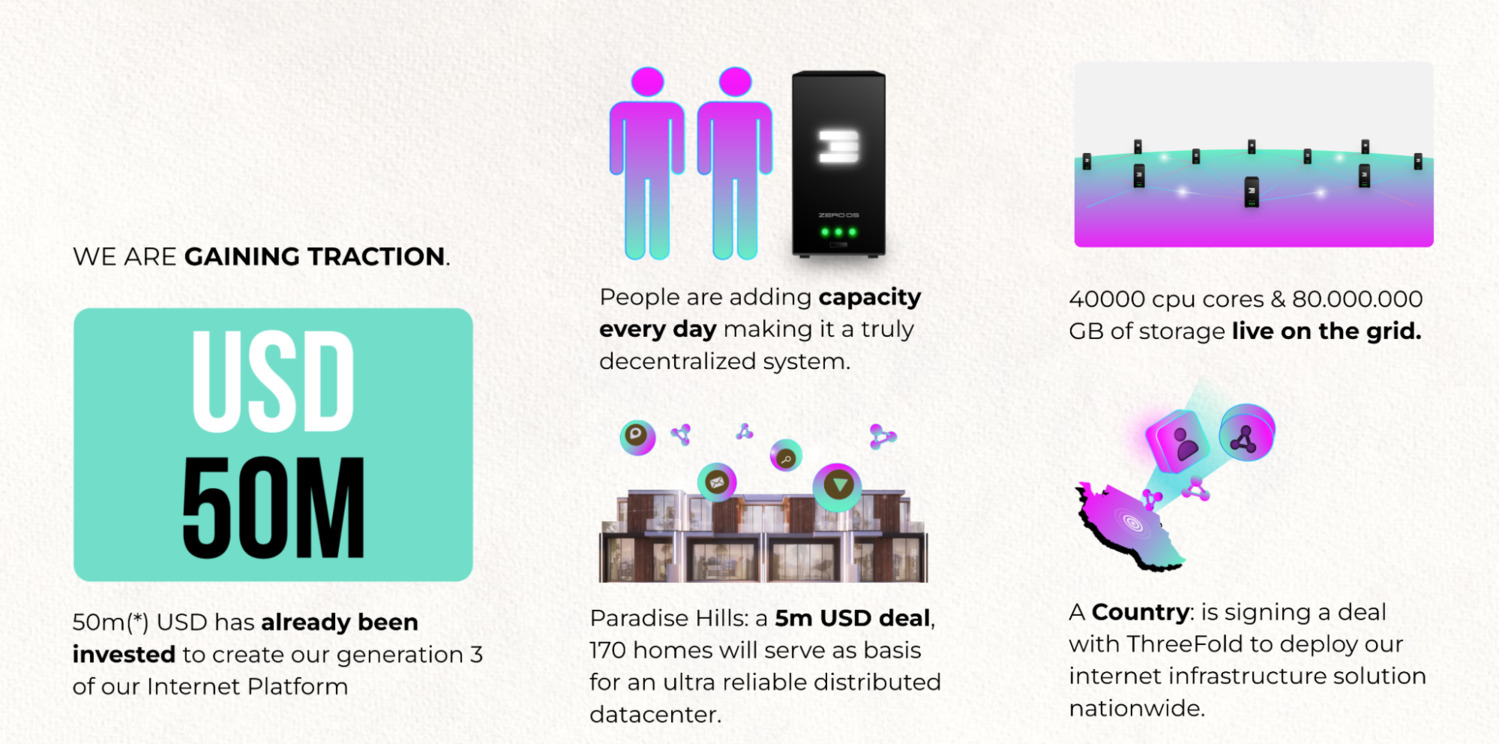 WE ARE GAINING TRACTION.
USD
50M
50m(*) USD has already been
invested to create our generation 3
of our Internet Platform
3
ZERO OS
People are adding capacity
every day making it a truly
decentralized system.
Paradise Hills: a 5m USD deal,
170 homes will serve as basis
for an ultra reliable distributed
datacenter.
40000 cpu cores & 80.000.000
GB of storage live on the grid.
A Country: is signing a deal
with ThreeFold to deploy our
internet infrastructure solution
nationwide.